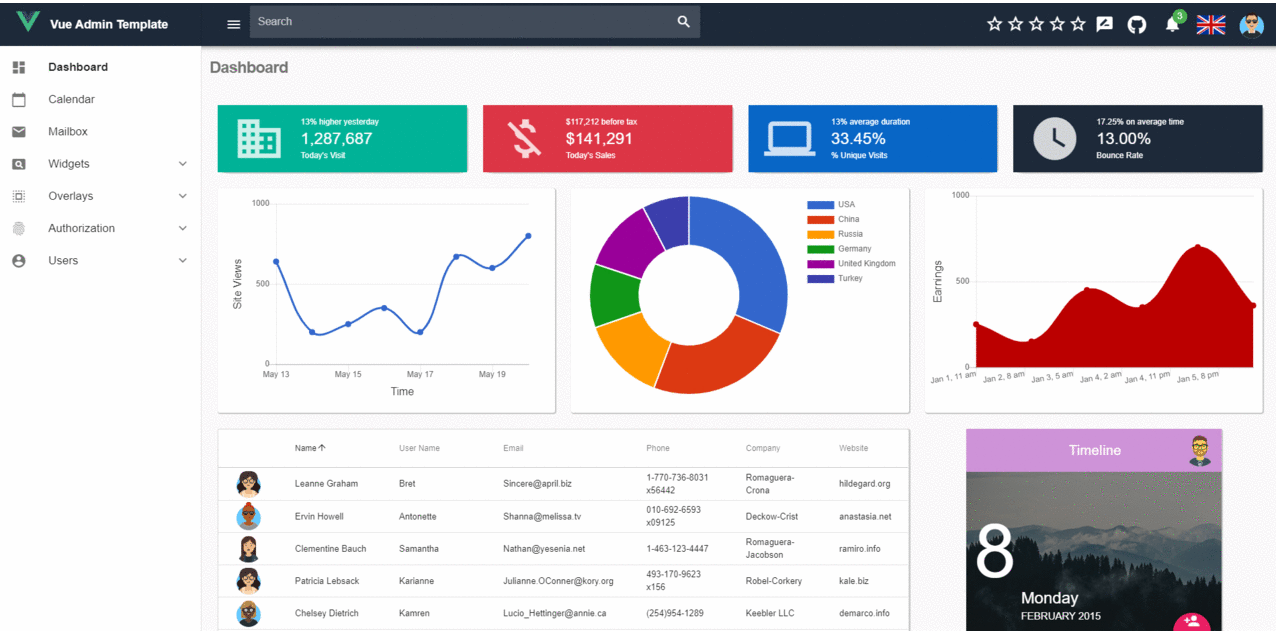 Vue Admin Template
Search
3
Dashboard
Calendar
Mailbox
Widgets
Overlays
Authorization
Users
Dashboard
13% higher yesterday
1,287,687
Today's Visit
$117,212 before tax
$141,291
Today's Sales
13% average duration
33.45%
% Unique Visits
17.25% on average time
13.00%
Bounce Rate
Site Views
1000
500
0
May 13 May 15 May 17 May 19
Time
USA
China
Russia
Germany
United Kingdom
Turkey
Earnings
1000
500
0
Jan 1, 11 am Jan 2, 8 am Jan 3, 5 am Jan 4, 2 am Jan 4, 11 pm Jan 5, 8 pm
Name User Name Email Phone Company Website
Leanne Graham Bret Sincere@april.biz 1-770-736-8031 x56442 Romaguera-Crona hildegard.org
Ervin Howell Antonette Shanna@melissa.tv 010-692-6593 x09125 Deckow-Crist anastasia.net
Clementine Bauch Samantha Nathan@yesenia.net 1-463-123-4447 Romaguera-Jacobson ramiro.info
Patricia Lebsack Karianne Julianne.OConner@kory.org 493-170-9623 x156 Robel-Corkery kale.biz
Chelsey Dietrich Kamren Lucio_Hettinger@annie.ca (254)954-1289 Keebler LLC demarco.info
Timeline
8
Monday
FEBRUARY 2015